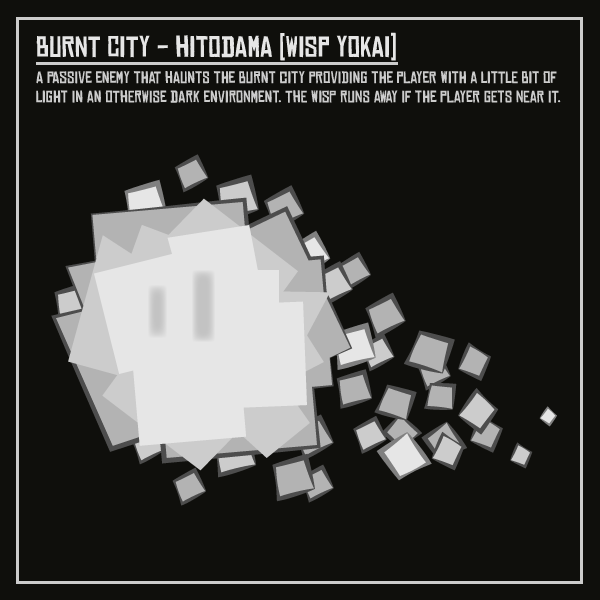 BURNT CITY - HITODAMA [WISP YOKAI]
A PASSIVE ENEMY THAT HAUNTS THE BURNT CITY PROVIDING THE PLAYER WITH A LITTLE BIT OF
LIGHT IN AN OTHERWISE DARK ENVIRONMENT. THE WISP RUNS AWAY IF THE PLAYER GETS NEAR IT.